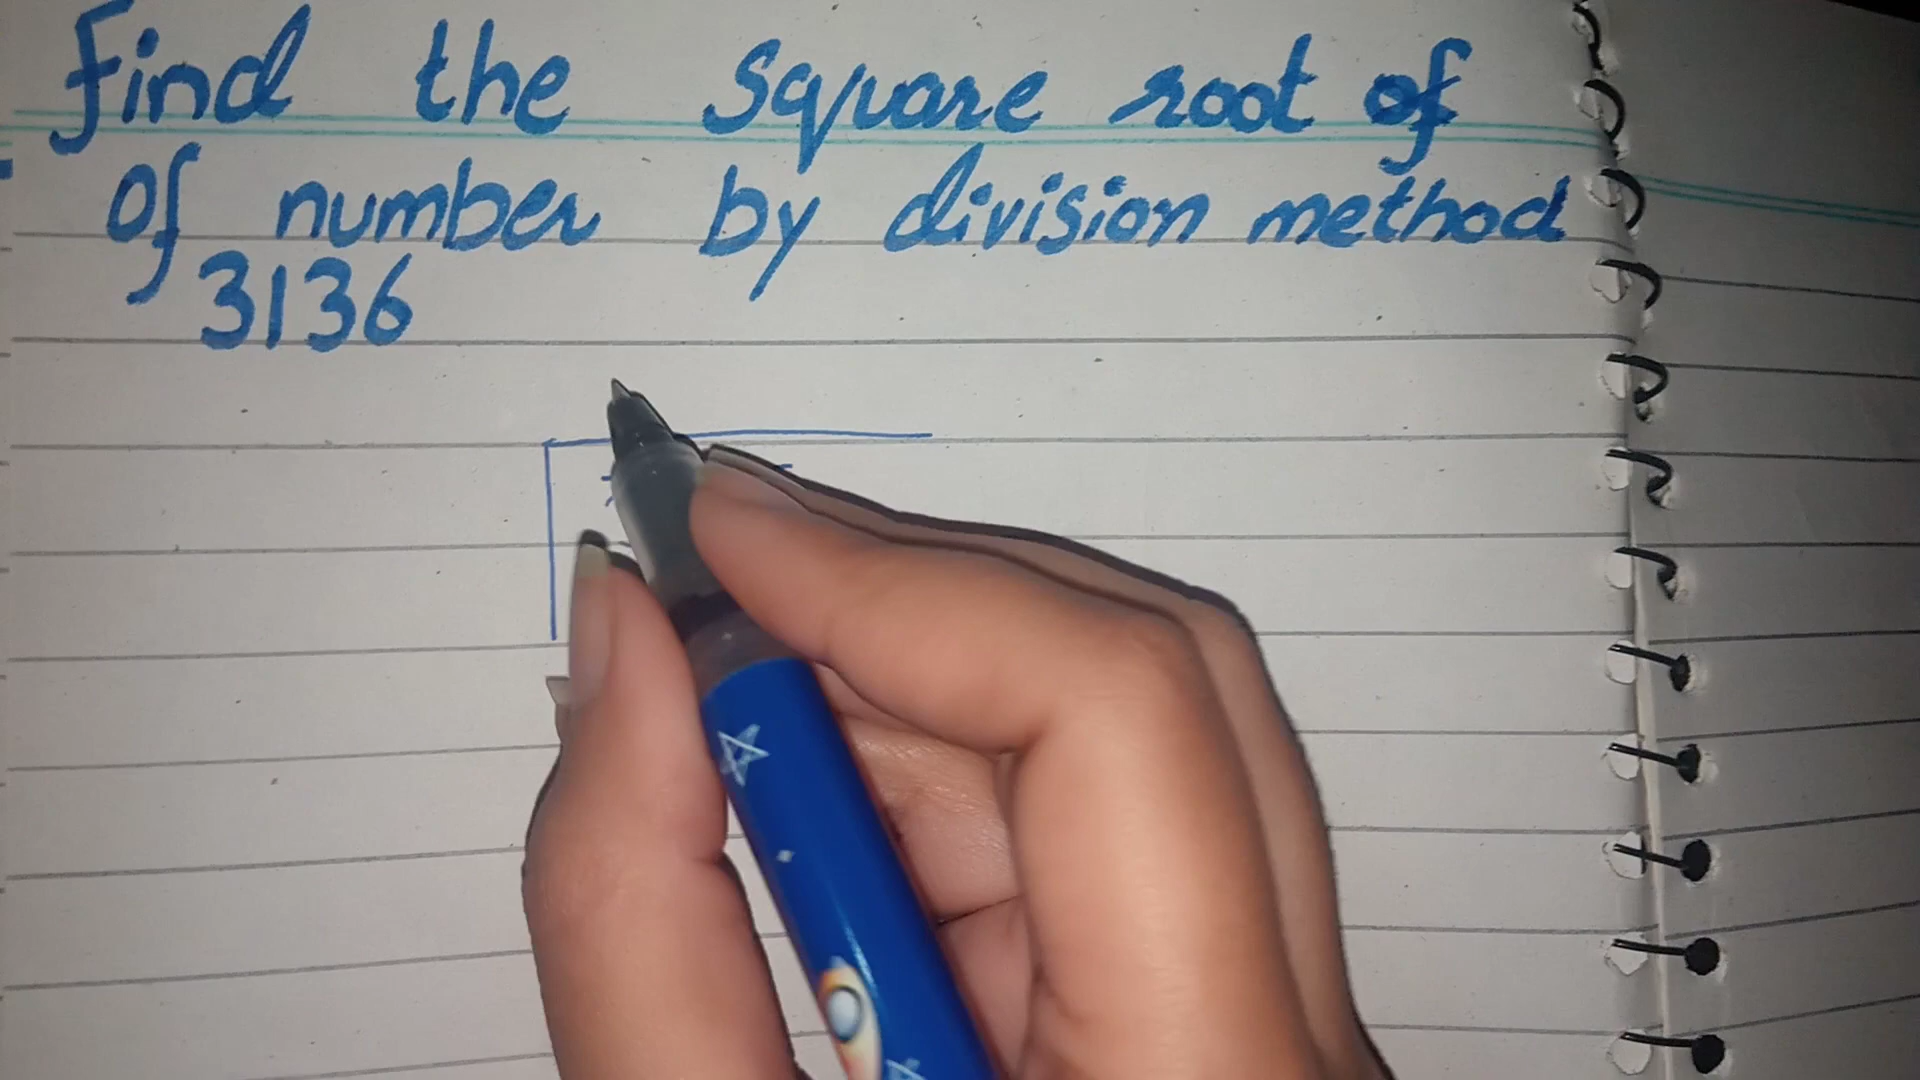 Find the square root of
of number by division method
3136